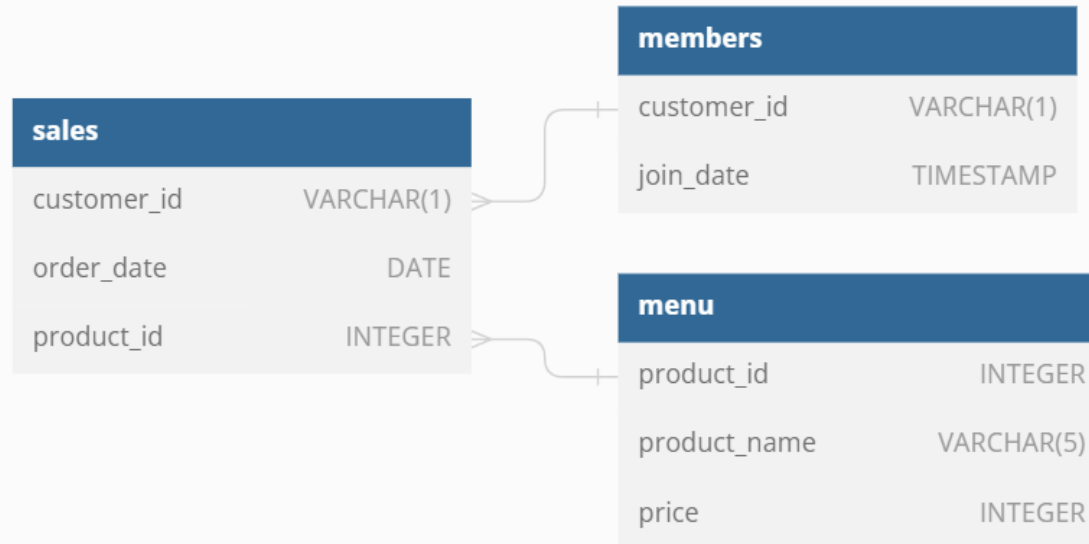 sales
customer_id VARCHAR(1)
order_date DATE
product_id INTEGER
members
customer_id VARCHAR(1)
join_date TIMESTAMP
menu
product_id INTEGER
product_name VARCHAR(5)
price INTEGER